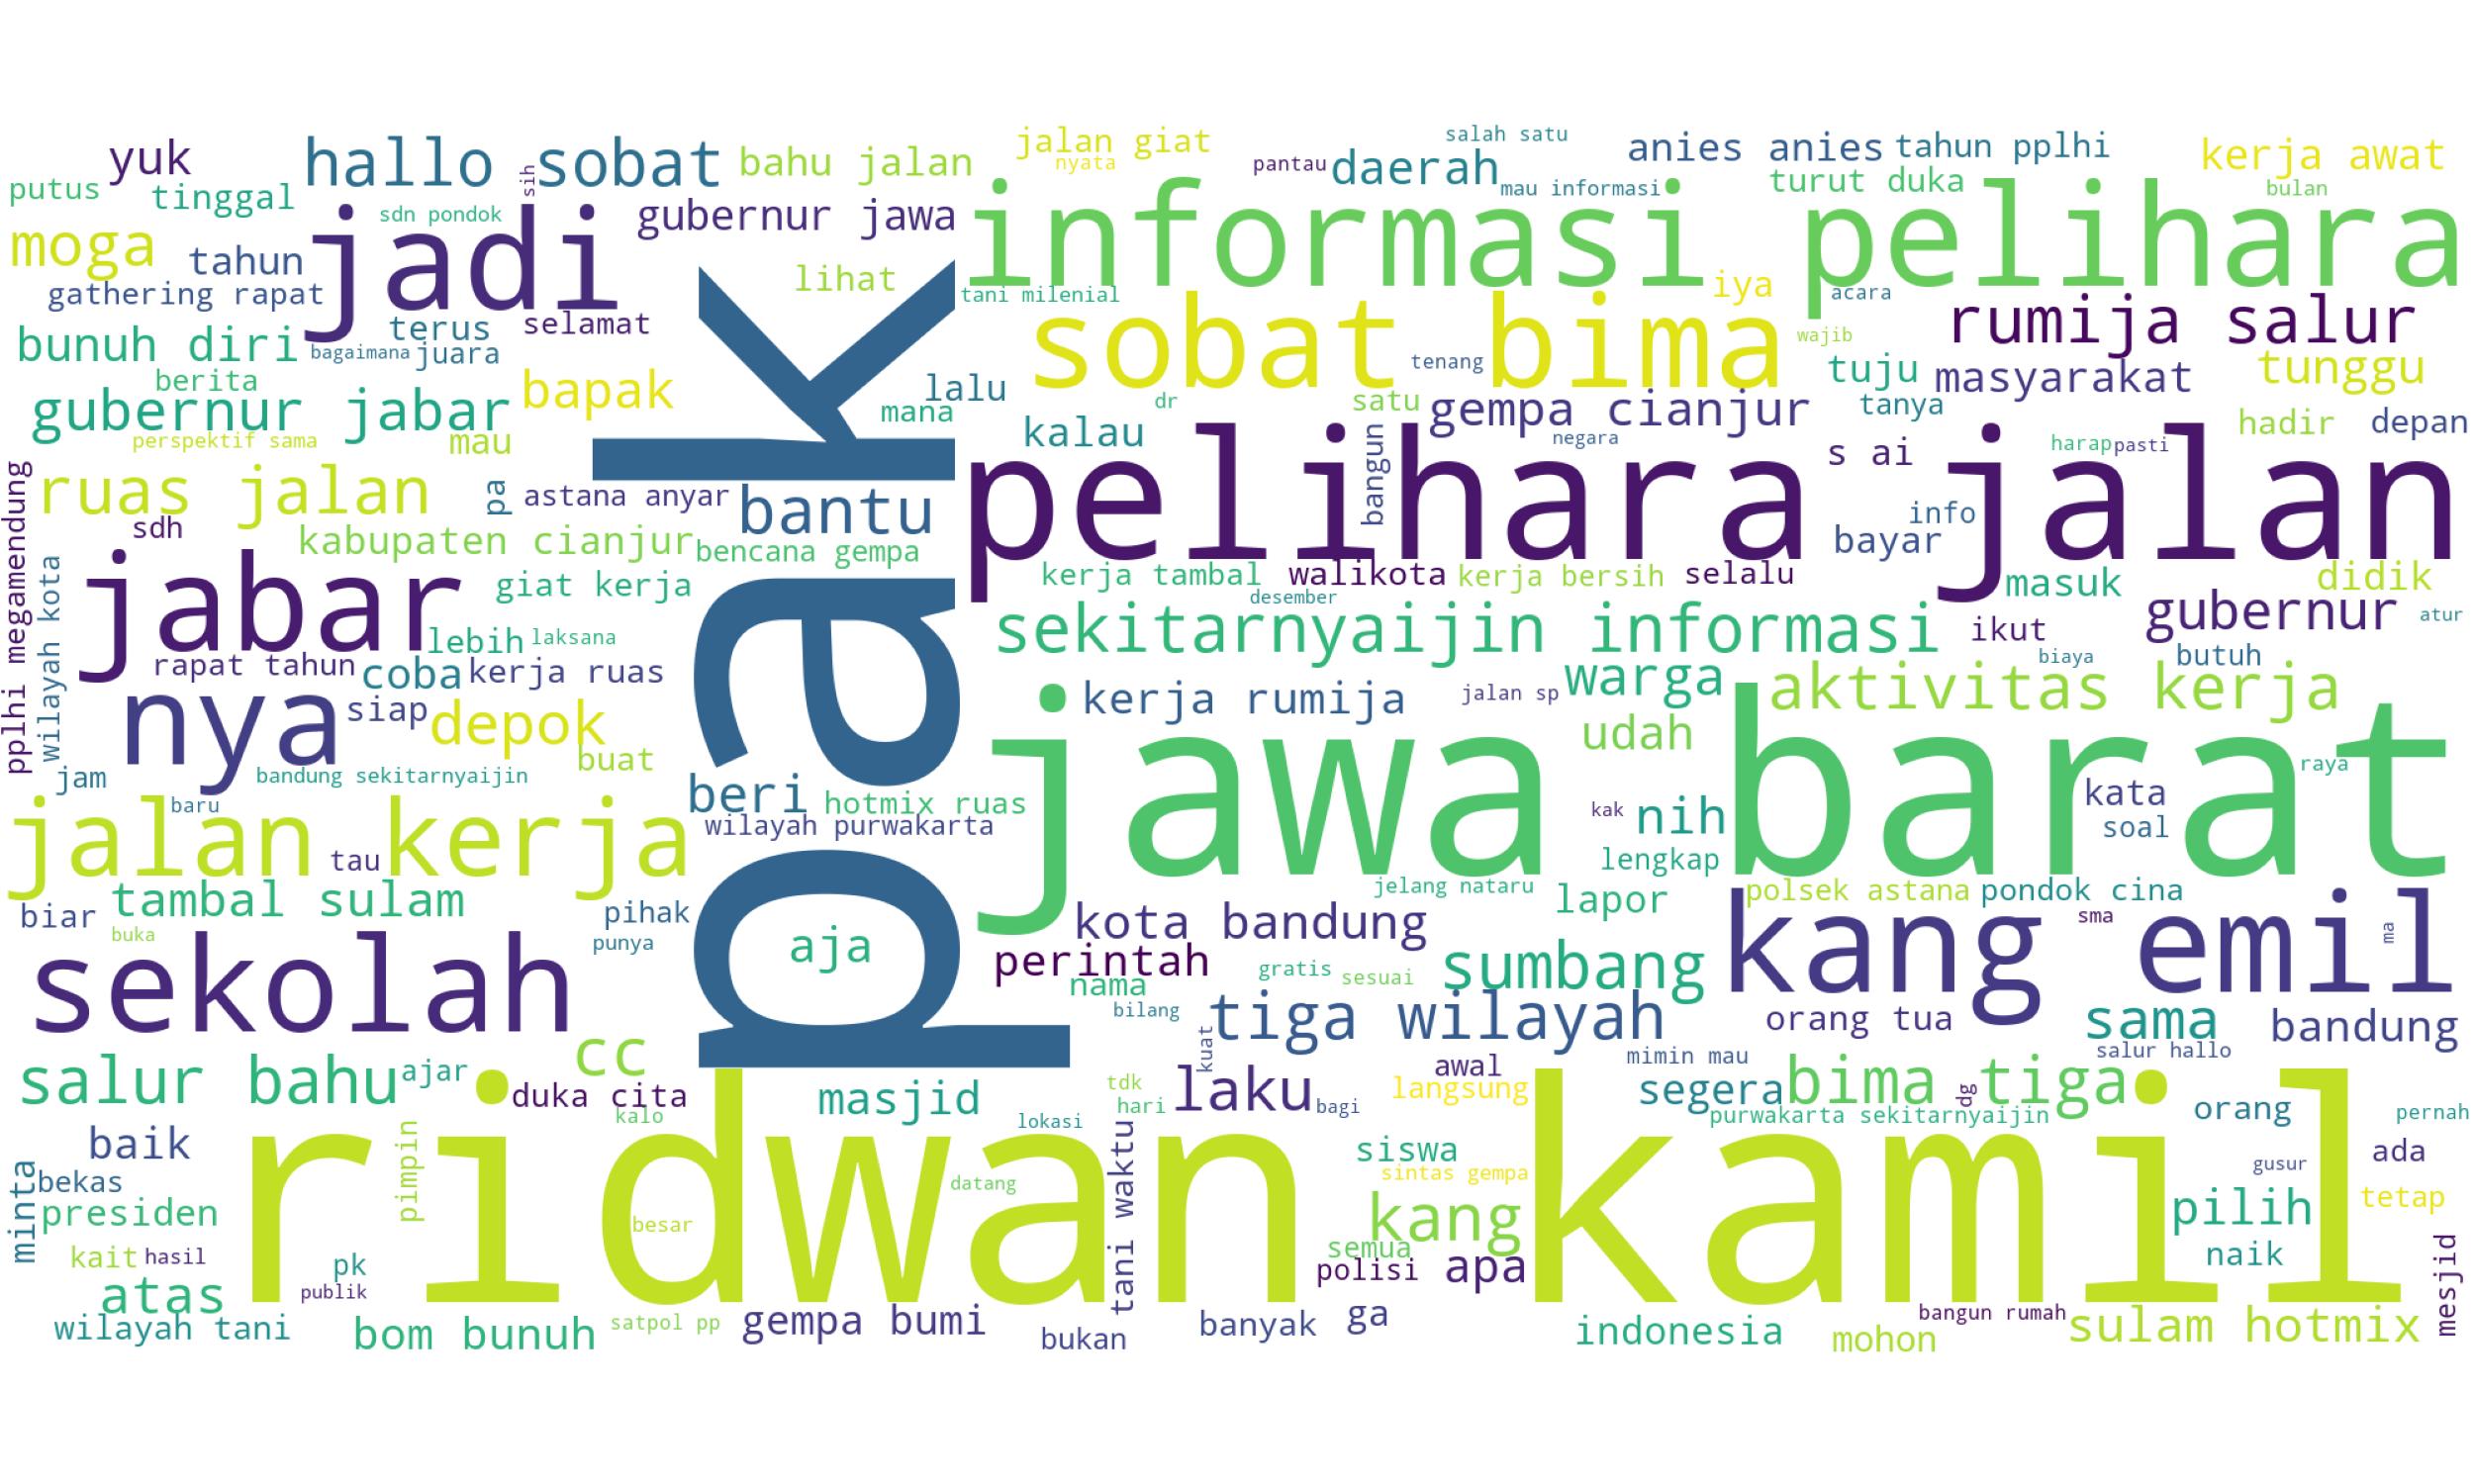 yuk
hallo sobat
sih
bahu jalan
jalan giat
nyata
salah satu
pantau
daerah
anies anies
tahun pplhi
kerja awat
putus
tinggal
sdn pondok
gubernur jawa
mau informasi
turut duka
bulan
moga
tahun
jadi
lihat
informasi pelihara
gathering rapat
tani milenial
iya
acara
bunuh diri
terus
selamat
bagaimana
juara
sobat bima
wajib
rumija salur
berita
bapak
lalu
tenang
tuju
masyarakat
tunggu
gubernur jabar
mana
dr
satu
gempa cianjur
tanya
hadir
depan
perspektif sama
mau
kalau
negara
s ai
harap
pasti
ruas jalan
pa
astana anyar
bantu
pelihara jalan
bangun
info
sdh
kabupaten cianjur
bencana gempa
bayar
pplhi megamendung
wilayah kota
jabar
giat kerja
pak
kerja tambal
walikota
kerja bersih
selalu
masuk
didik
desember
lebih
laksana
sekitarnyaijin informasi
ikut
gubernur
atur
rapat tahun
coba
kerja ruas
warga
biaya
butuh
nya
siap
depok
kerja rumija
jalan sp
aktivitas kerja
buat
udah
jawa barat
raya
jam
bandung sekitarnyaijin
beri
hotmix ruas
kak
nih
kata
baru
wilayah purwakarta
soal
jalan kerja
tau
lengkap
tambal sulam
jelang nataru
lapor
polsek astana
pondok cina
biar
pihak
kota bandung
kang emil
sma
ma
buka
punya
aja
sekolah
perintah
gratis
sesuai
sumbang
nama
bilang
tiga wilayah
orang tua
sama
bandung
cc
kuat
mimin mau
salur hallo
salur bahu
ajar
duka cita
masjid
tdk
hari
laku
bagi
awal
langsung
segera
bima tiga
dg
orang
pernah
kalo
lokasi
purwakarta sekitarnyaijin
baik
pimpin
ridwan kamil
siswa
ada
minta
bekas
datang
tani waktu
sintas gempa
gusur
presiden
besar
kang
pilih
tetap
kait
hasil
pk
semua
polisi
apa
naik
mesjid
atas
publik
wilayah tani
bom bunuh
satpol pp
gempa bumi
bukan
banyak
ga
indonesia
mohon
bangun rumah
sulam hotmix